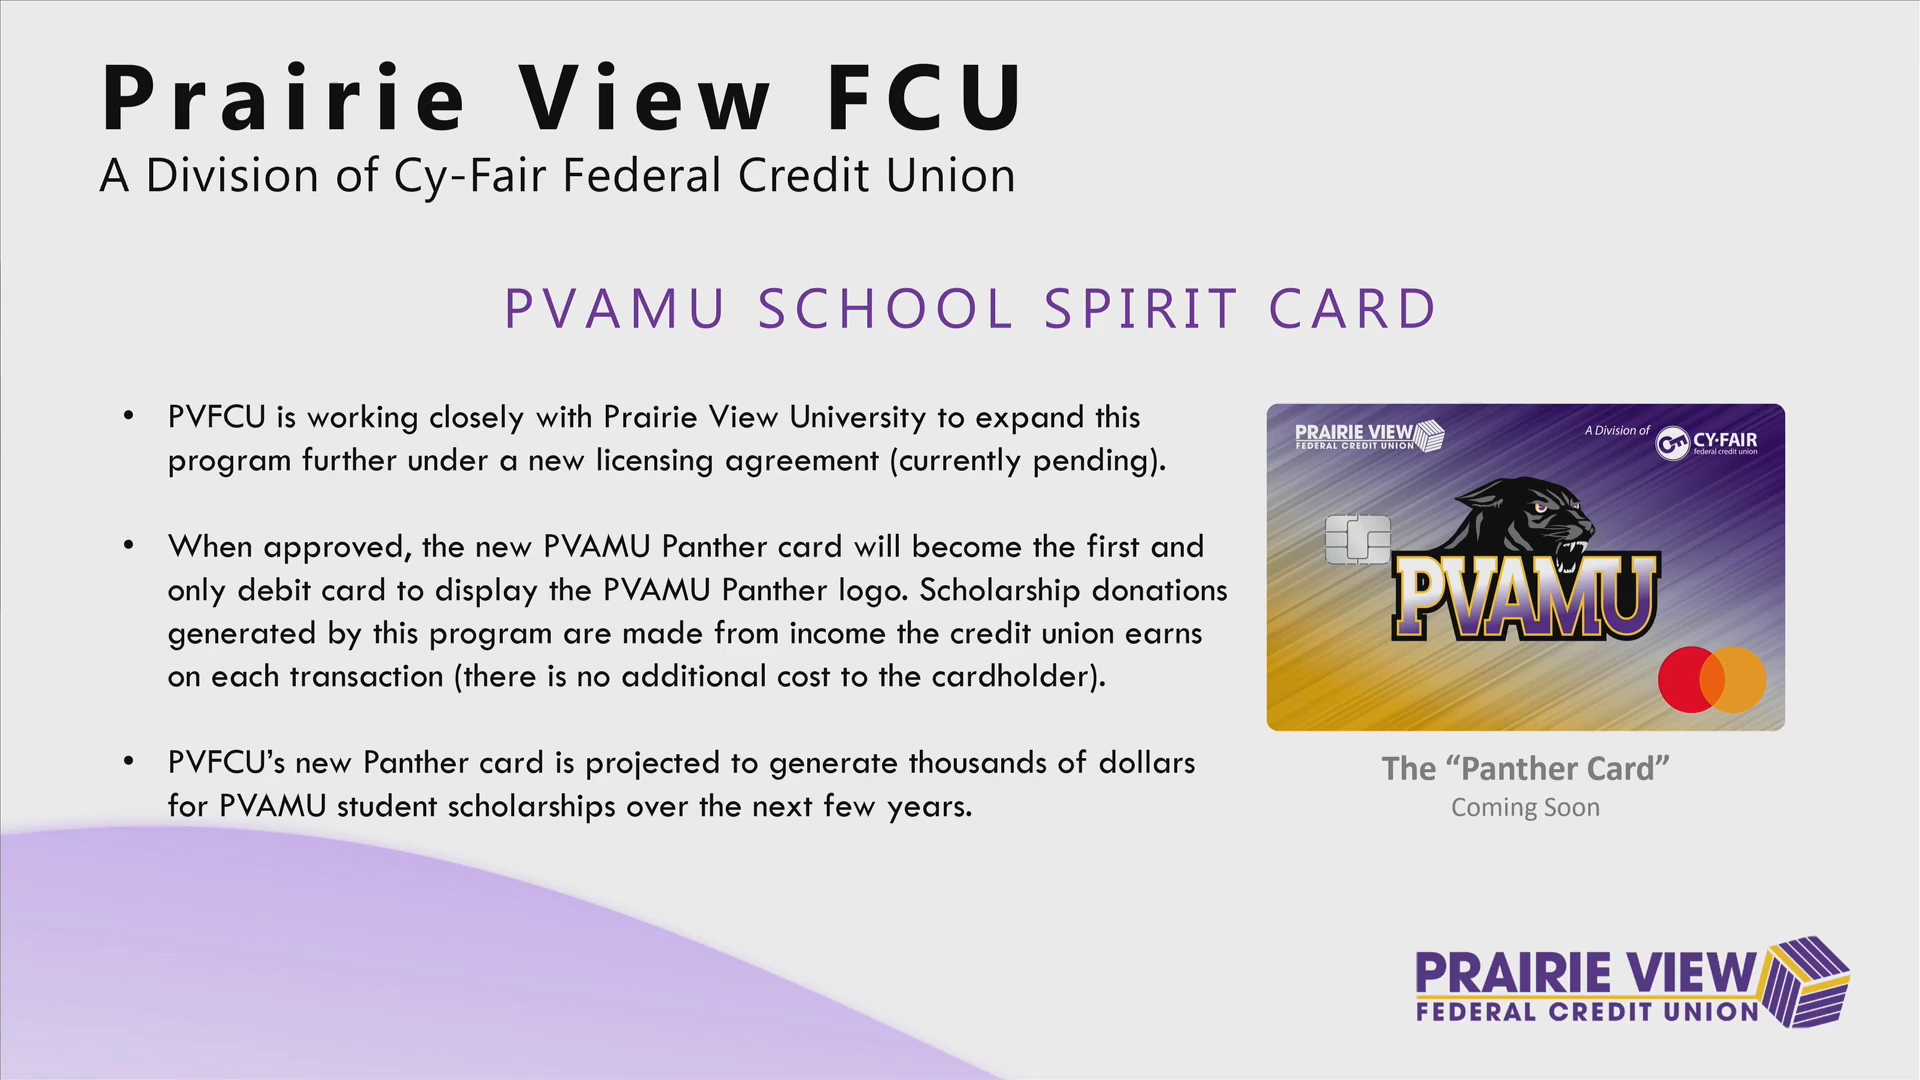 Prairie View FCU
A Division of Cy-Fair Federal Credit Union
PVAMU SCHOOL SPIRIT CARD
• PVFCU is working closely with Prairie View University to expand this
program further under a new licensing agreement (currently pending).
• When approved, the new PVAMU Panther card will become the first and
only debit card to display the PVAMU Panther logo. Scholarship donations
generated by this program are made from income the credit union earns
on each transaction (there is no additional cost to the cardholder).
• PVFCU’s new Panther card is projected to generate thousands of dollars
for PVAMU student scholarships over the next few years.
PRAIRIE VIEW
FEDERAL CREDIT UNION
A Division of
CY-FAIR
federal credit union
PVAMU
The “Panther Card”
Coming Soon
PRAIRIE VIEW
FEDERAL CREDIT UNION